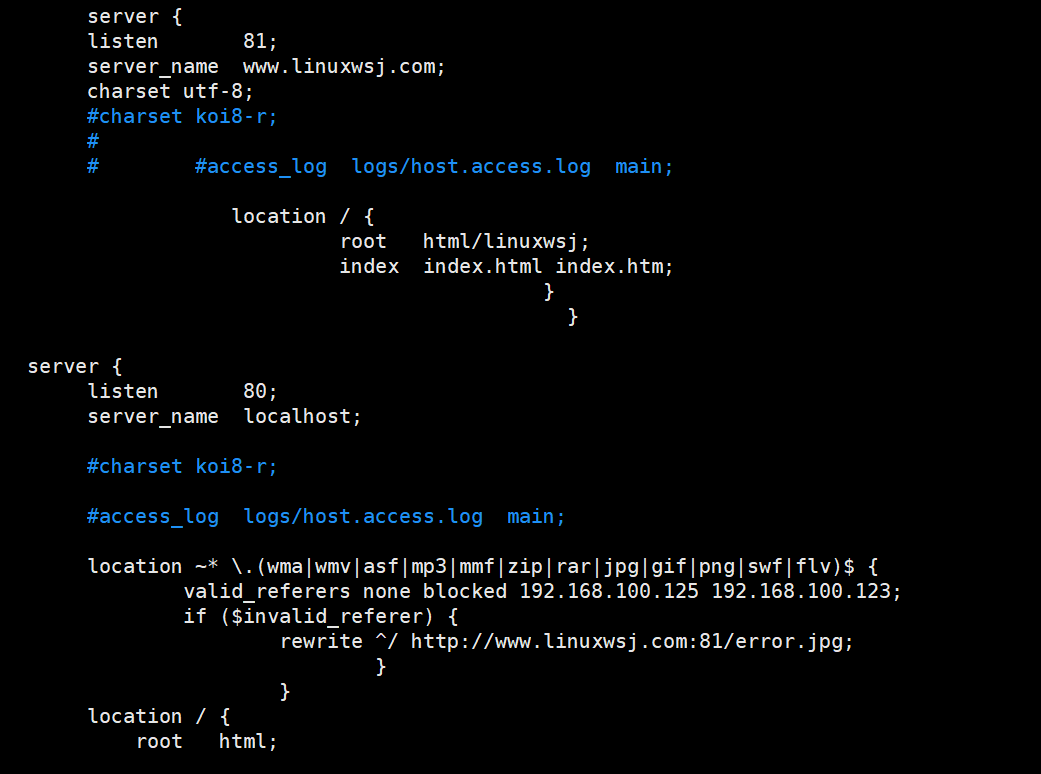 server {
listen       81;
server_name  www.linuxwsj.com;
charset utf-8;
#charset koi8-r;
#
#        #access_log  logs/host.access.log  main;
location / {
root   html/linuxwsj;
index  index.html index.htm;
}
}
server {
listen       80;
server_name  localhost;
#charset koi8-r;
#access_log  logs/host.access.log  main;
location ~* \.(wma|wmv|asf|mp3|mmf|zip|rar|jpg|gif|png|swf|flv)$ {
valid_referers none blocked 192.168.100.125 192.168.100.123;
if ($invalid_referer) {
rewrite ^/ http://www.linuxwsj.com:81/error.jpg;
}
}
location / {
root   html;